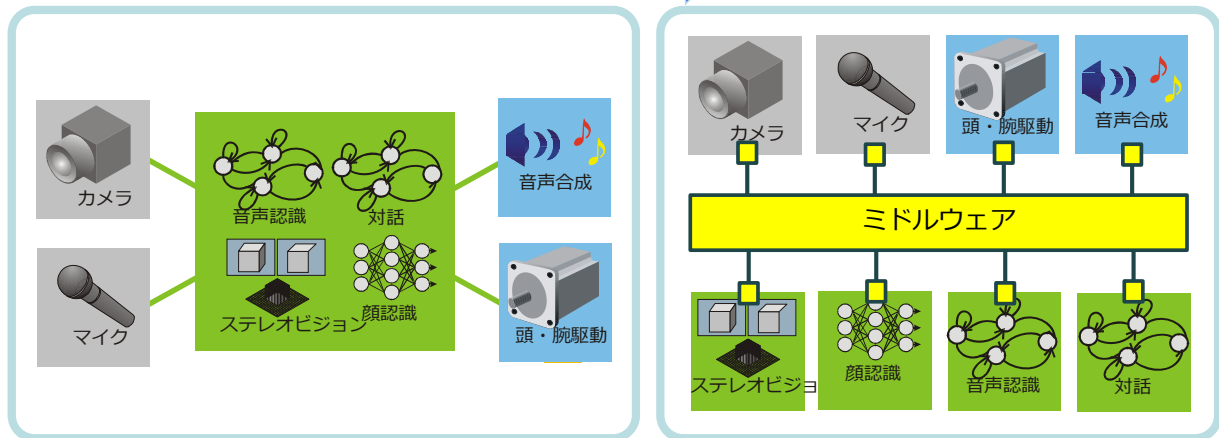 カメラ
マイク
音声認識
対話
ステレオビジョン
顔認識
音声合成
頭・腕駆動
カメラ
マイク
頭・腕駆動
音声合成
ミドルウェア
ステレオビジョ
顔認識
音声認識
対話